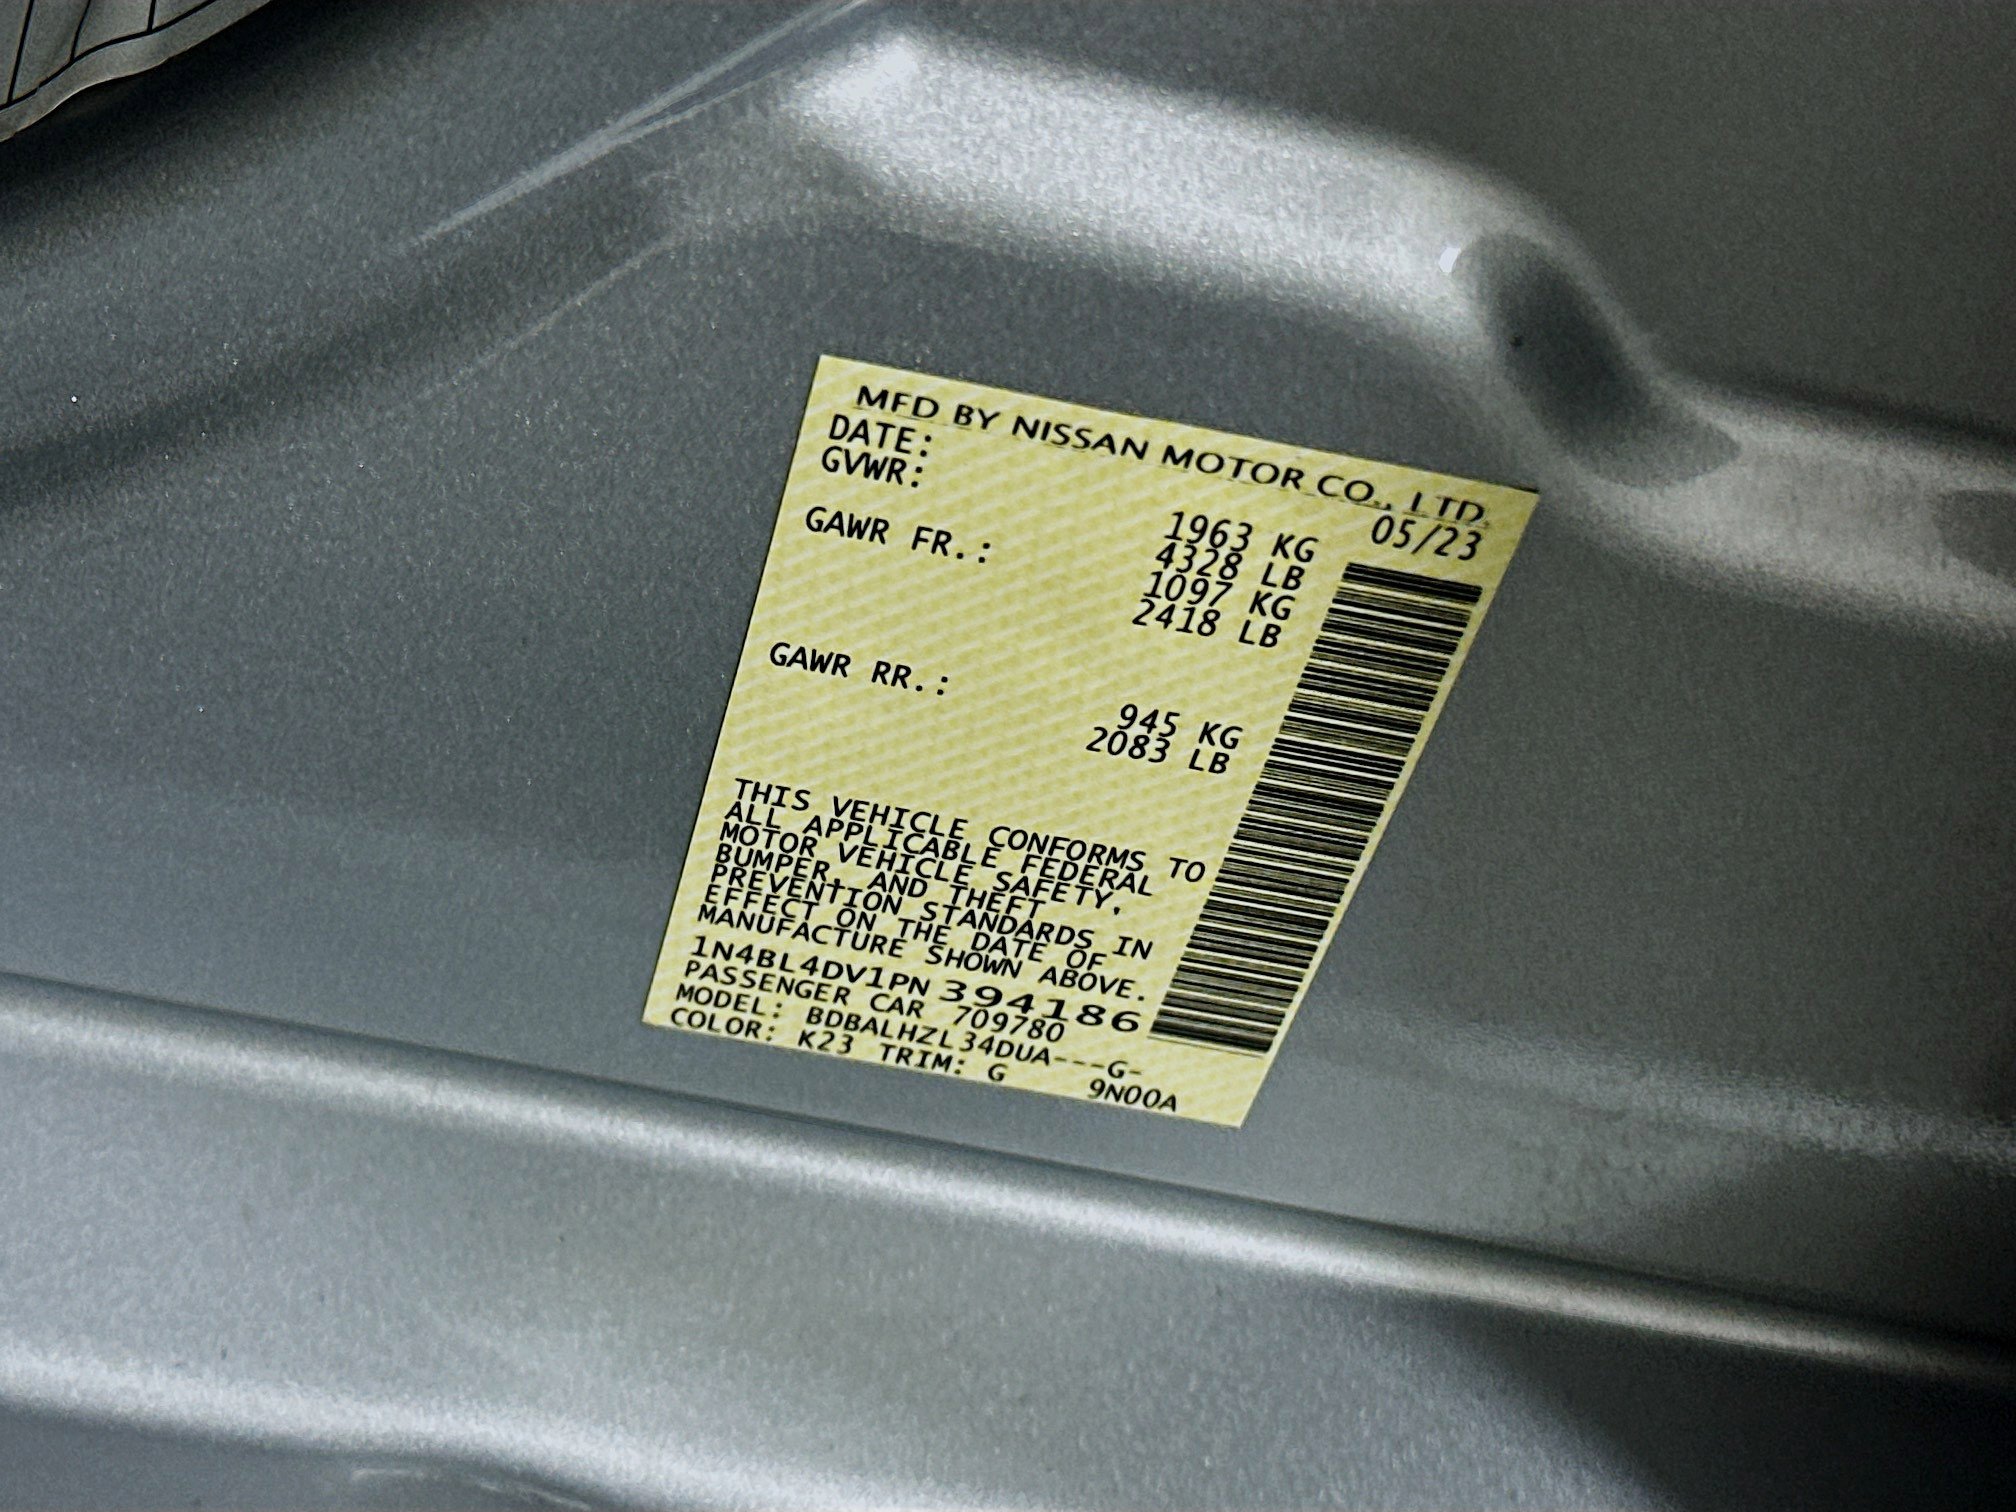 MFD BY NISSAN MOTOR CO., LTD.
DATE: 05/23
GVWR: 1963 KG
4328 LB
GAWR FR.: 1097 KG
2418 LB
GAWR RR.: 945 KG
2083 LB
THIS VEHICLE CONFORMS TO
ALL APPLICABLE FEDERAL
MOTOR VEHICLE SAFETY,
BUMPER, AND THEFT
PREVENTION STANDARDS IN
EFFECT ON THE DATE OF
MANUFACTURE SHOWN ABOVE.
1N4BL4DV1PN394186
PASSENGER CAR 709780
MODEL: BDBALHZL34DUA---G-
COLOR: K23 TRIM: G 9N00A